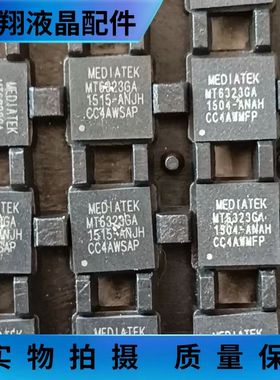 翔液晶配件
MEDIATEK
MT6323GA
1515-ANJH
CC4AWSAP
MEDIATEK
MT6323GA
1504-ANAH
CC4AWMFP
MEDIATEK
MT6323GA
1515-ANJH
CC4AWSAP
MEDIATEK
MT6323GA
1504-ANAH
CC4AWMFP
实物拍摄 质量保